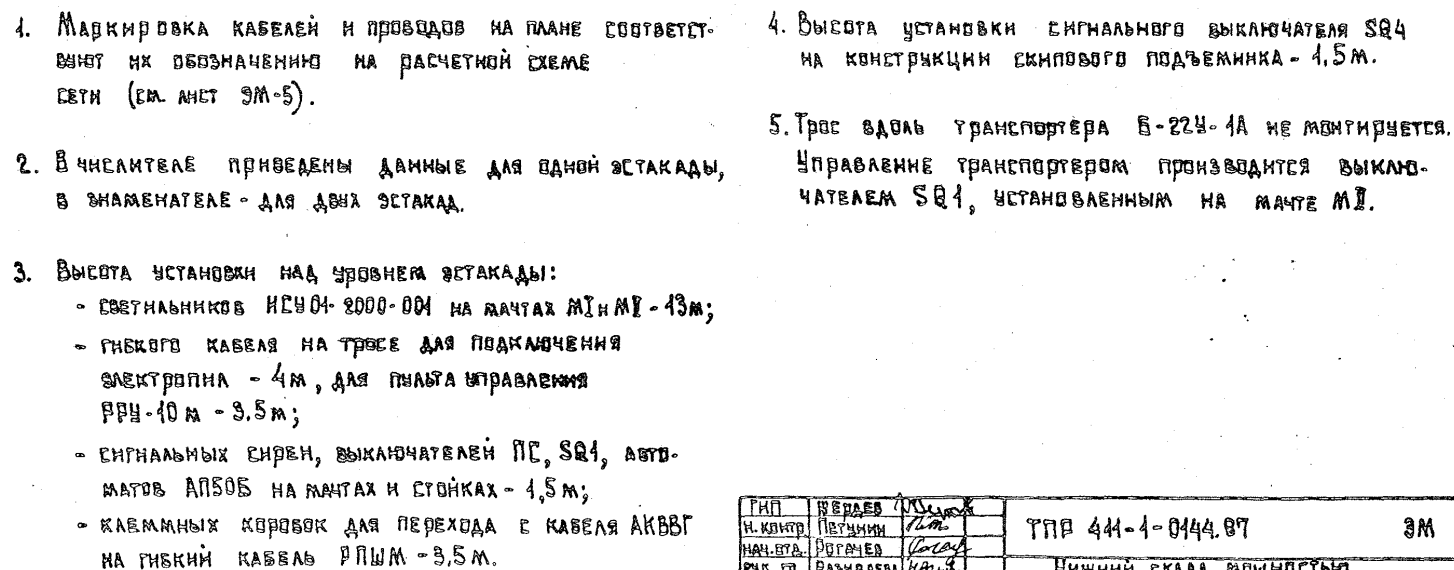 1. Маркировка кабелей и проводов на плане соответст-
вуют их обозначению на расчетной схеме
сети (см. лист ЭМ-5).
2. В числителе приведены данные для одной эстакады,
в знаменателе - для двух эстакад.
3. Высота установки над уровнем эстакады:
- светильников НСУ01-2000-001 на мачтах МI и МII - 13м;
- гибкого кабеля на тросе для подключения
электропил - 4м, для пульта управления
РРУ-10м - 3.5м;
- сигнальных сирен, выключателей ПС, SQ1, авто-
матов АП50Б на мачтах и стойках - 1,5м;
- клеммных коробок для перехода с кабеля АКВВГ
на гибкий кабель РПШМ - 3,5м.
4. Высота установки сигнального выключателя SQ4
на конструкции скипового подъемника - 1,5м.
5. Трос вдоль транспортера Б-22У-1А не монтируется.
Управление транспортером производится выклю-
чателем SQ1, установленным на мачте МII.
ГИП
Н. контр Петунин
Нач. отд. Рогачев
ТПР 411-1-0144.87 ЭМ
Нижний склад мощностью